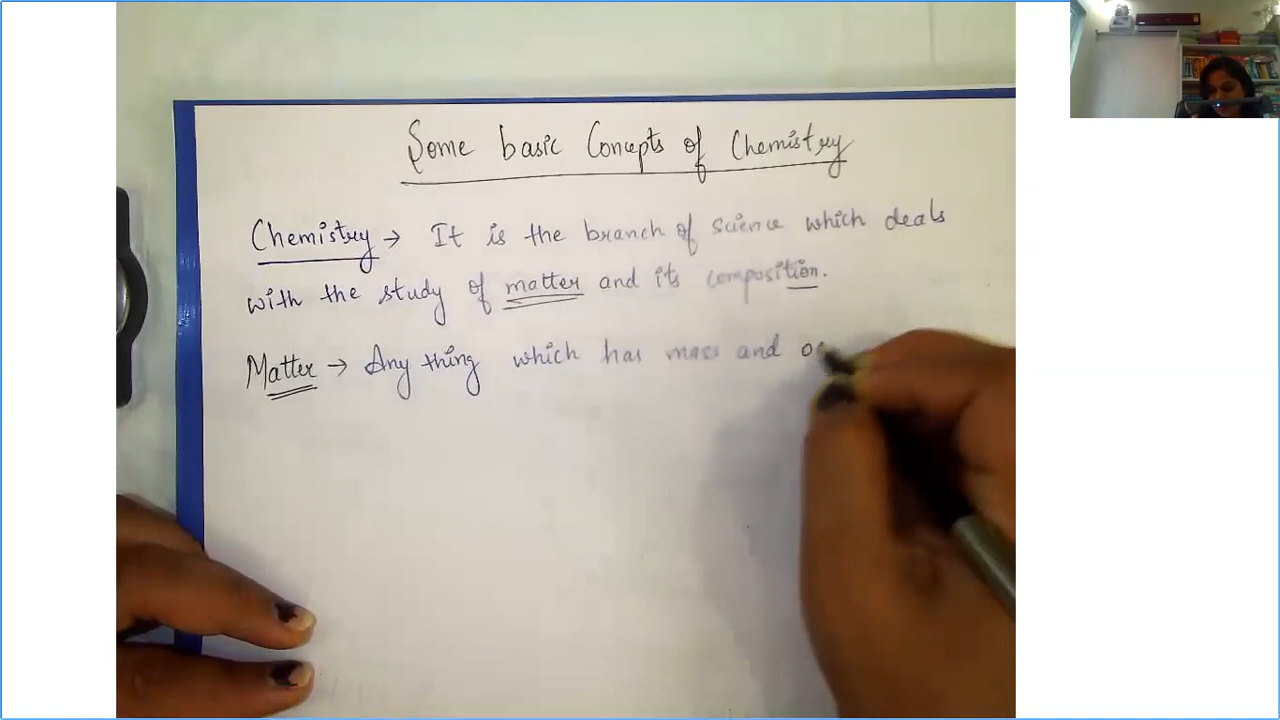 Some basic Concepts of Chemistry
Chemistry → It is the branch of science which deals
with the study of matter and its composition.
Matter → Any thing which has mass and oc